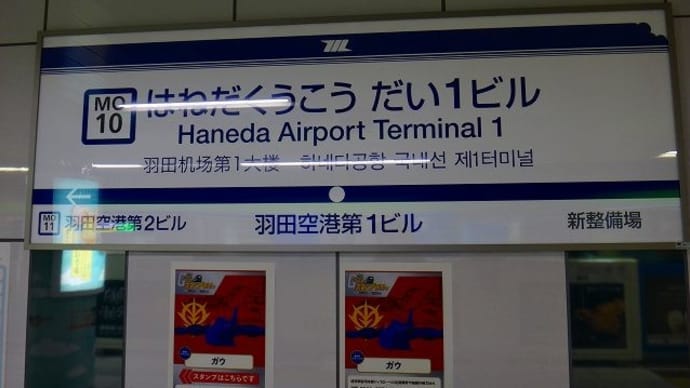 MO
10
はねだくうこう だい1ビル
Haneda Airport Terminal 1
羽田机场第1大楼 하네다공항 국내선 제1터미널
MO
11
羽田空港第2ビル
羽田空港第1ビル
新整備場
ガウ
スタンプはこちらです
ガウ